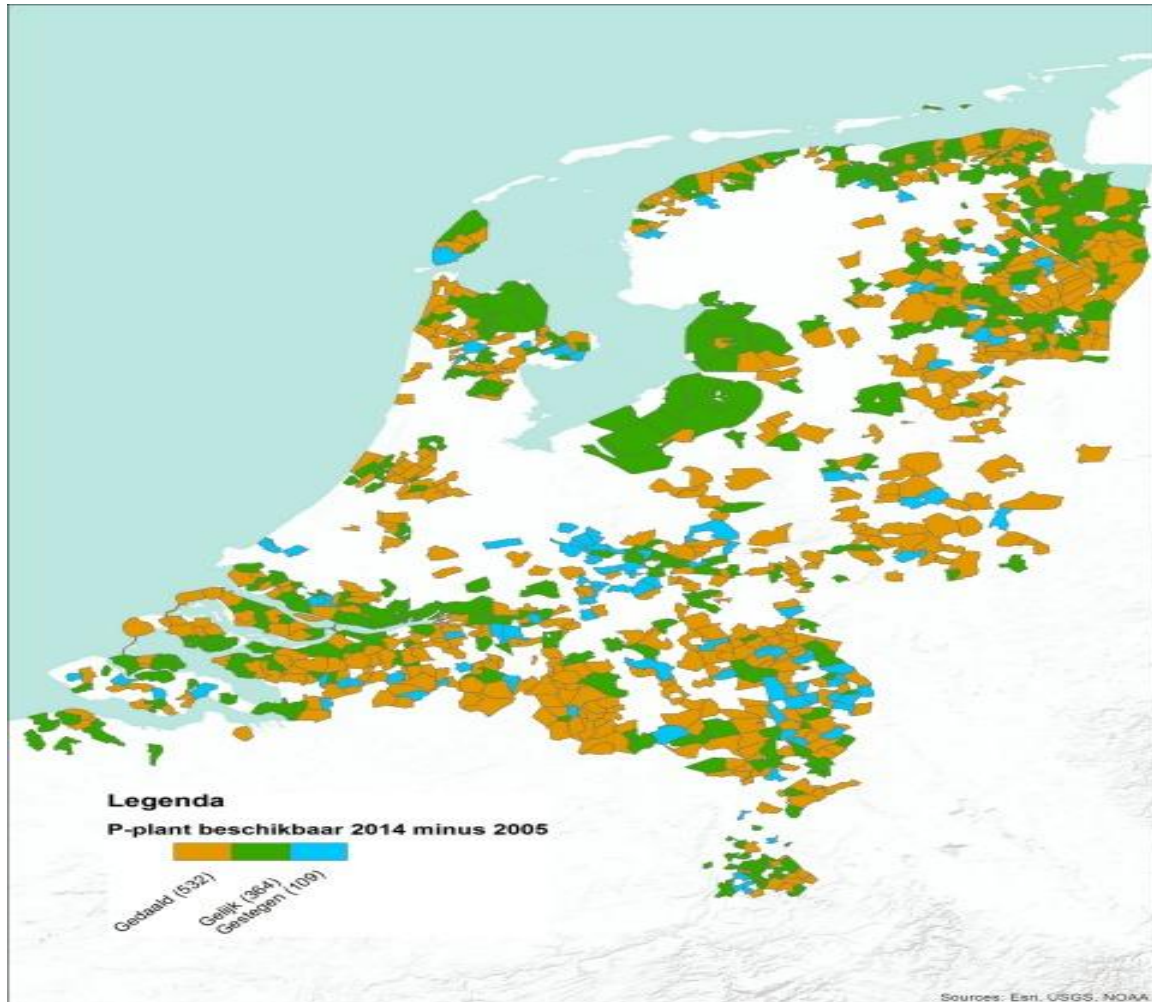 Legenda
P-plant beschikbaar 2014 minus 2005
Gedaald (532)
Gelijk (364)
Gestegen (109)
Sources: Esri, USGS, NOAA